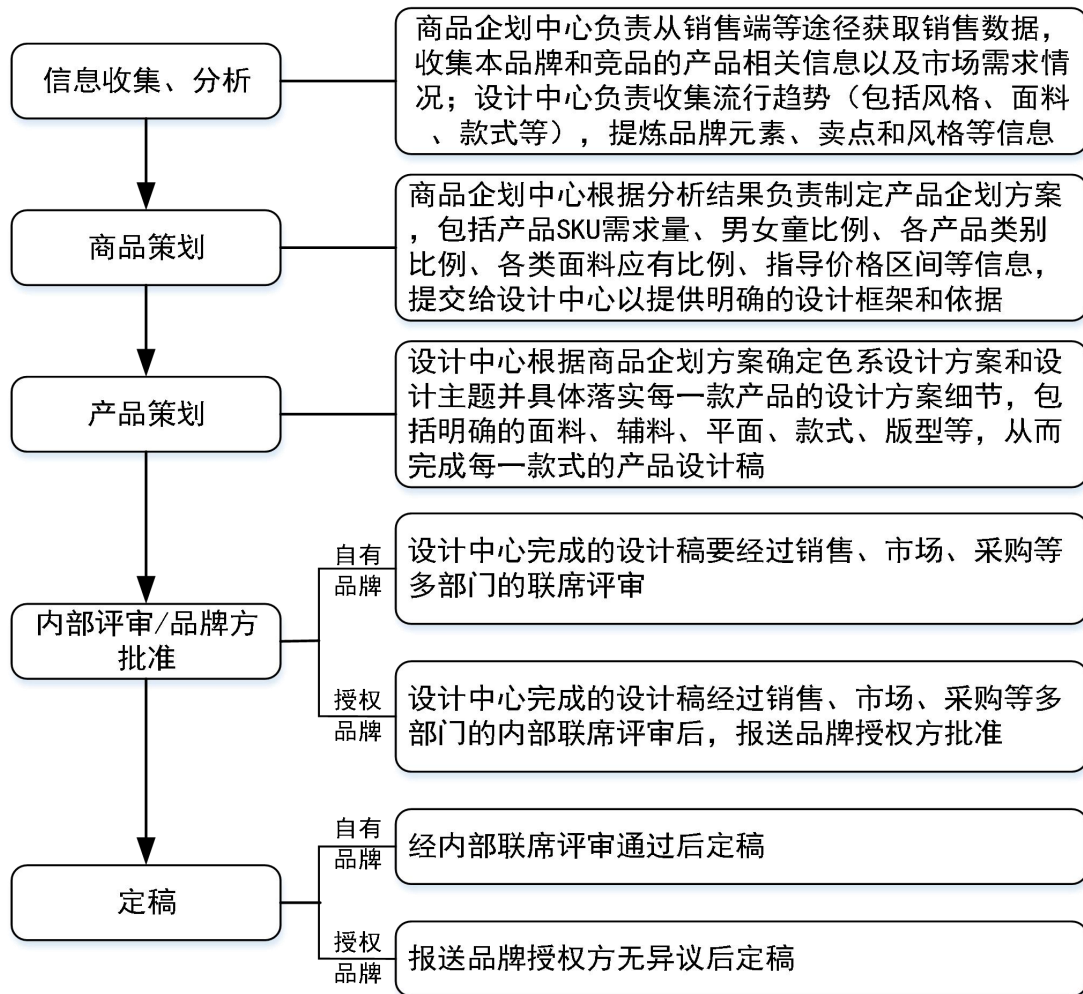 信息收集、分析
商品企划中心负责从销售端等途径获取销售数据，
收集本品牌和竞品的产品相关信息以及市场需求情
况；设计中心负责收集流行趋势（包括风格、面料
、款式等），提炼品牌元素、卖点和风格等信息
商品策划
商品企划中心根据分析结果负责制定产品企划方案
，包括产品SKU需求量、男女童比例、各产品类别
比例、各类面料应有比例、指导价格区间等信息，
提交给设计中心以提供明确的设计框架和依据
产品策划
设计中心根据商品企划方案确定色系设计方案和设
计主题并具体落实每一款产品的设计方案细节，包
括明确的面料、辅料、平面、款式、版型等，从而
完成每一款式的产品设计稿
内部评审/品牌方
批准
自有
品牌
设计中心完成的设计稿要经过销售、市场、采购等
多部门的联席评审
授权
品牌
设计中心完成的设计稿经过销售、市场、采购等多
部门的内部联席评审后，报送品牌授权方批准
定稿
自有
品牌
经内部联席评审通过后定稿
授权
品牌
报送品牌授权方无异议后定稿